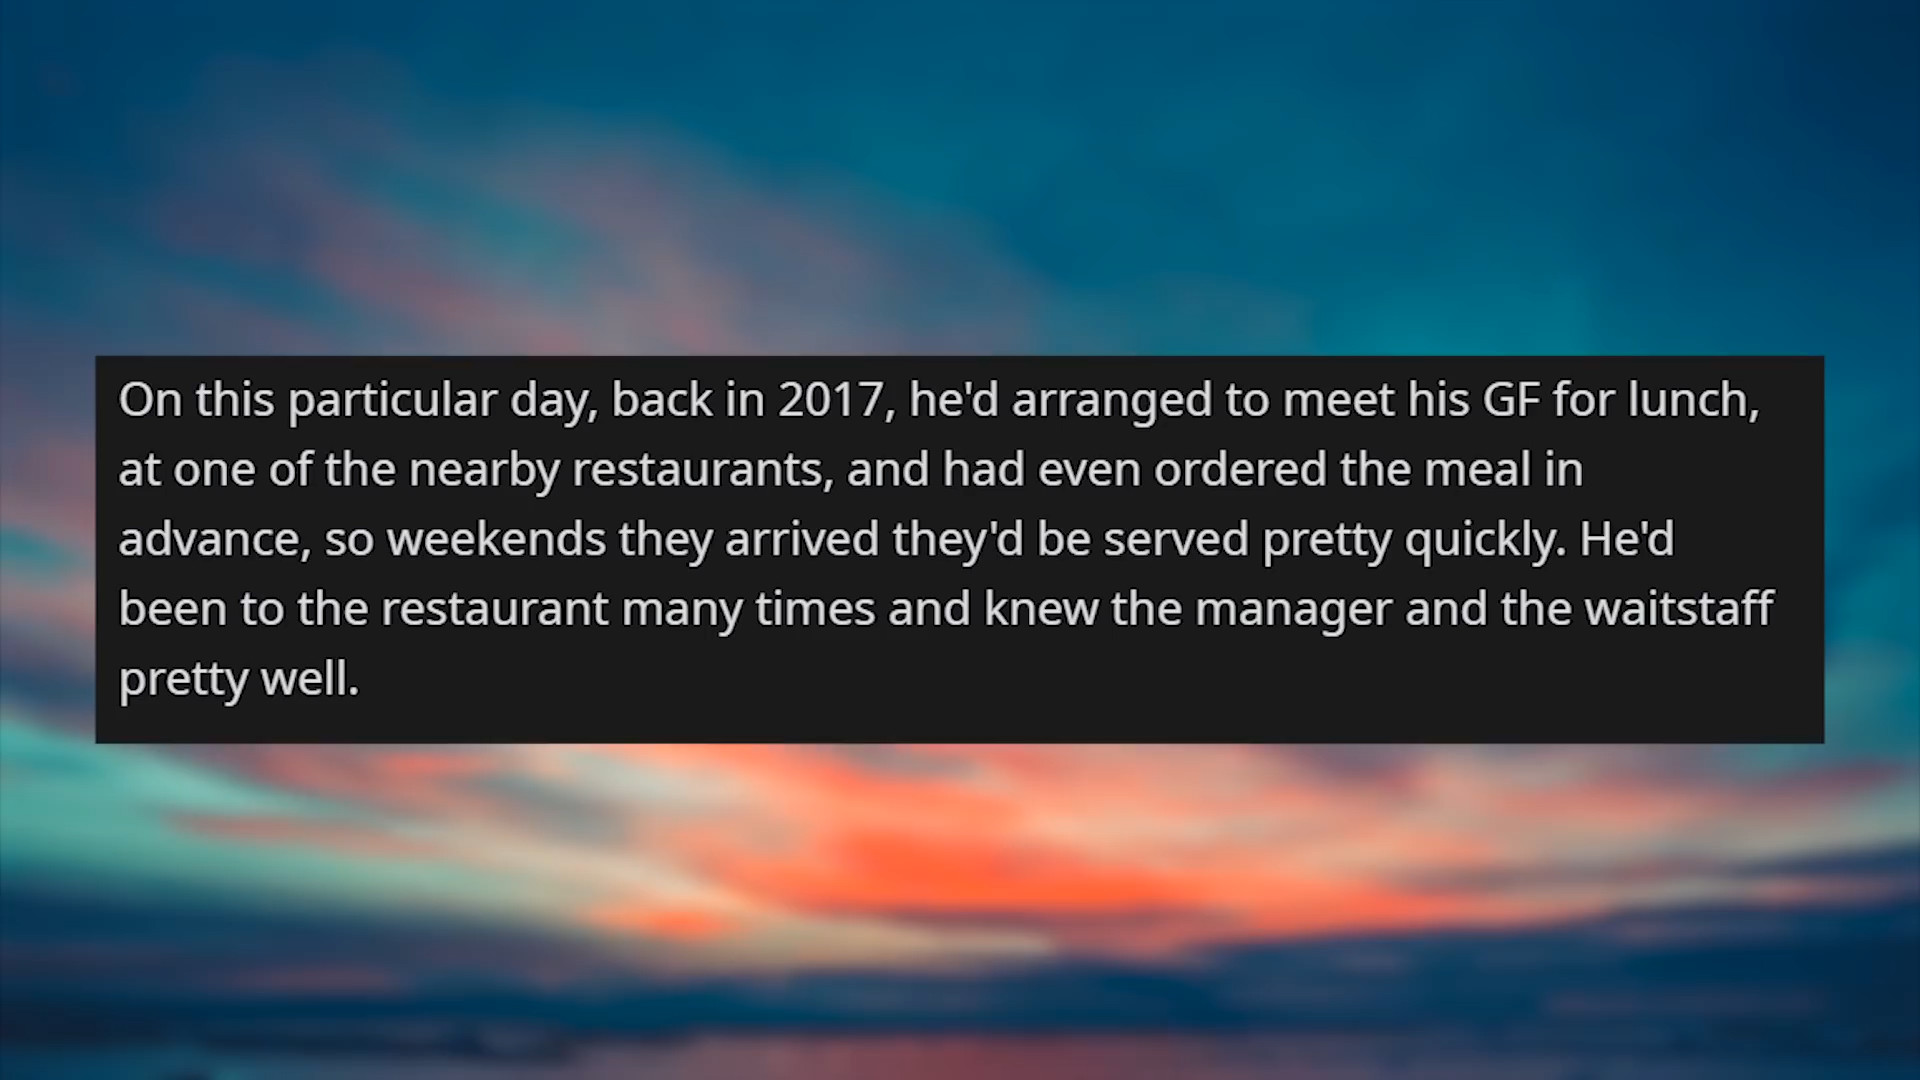 On this particular day, back in 2017, he'd arranged to meet his GF for lunch,
at one of the nearby restaurants, and had even ordered the meal in
advance, so weekends they arrived they'd be served pretty quickly. He'd
been to the restaurant many times and knew the manager and the waitstaff
pretty well.